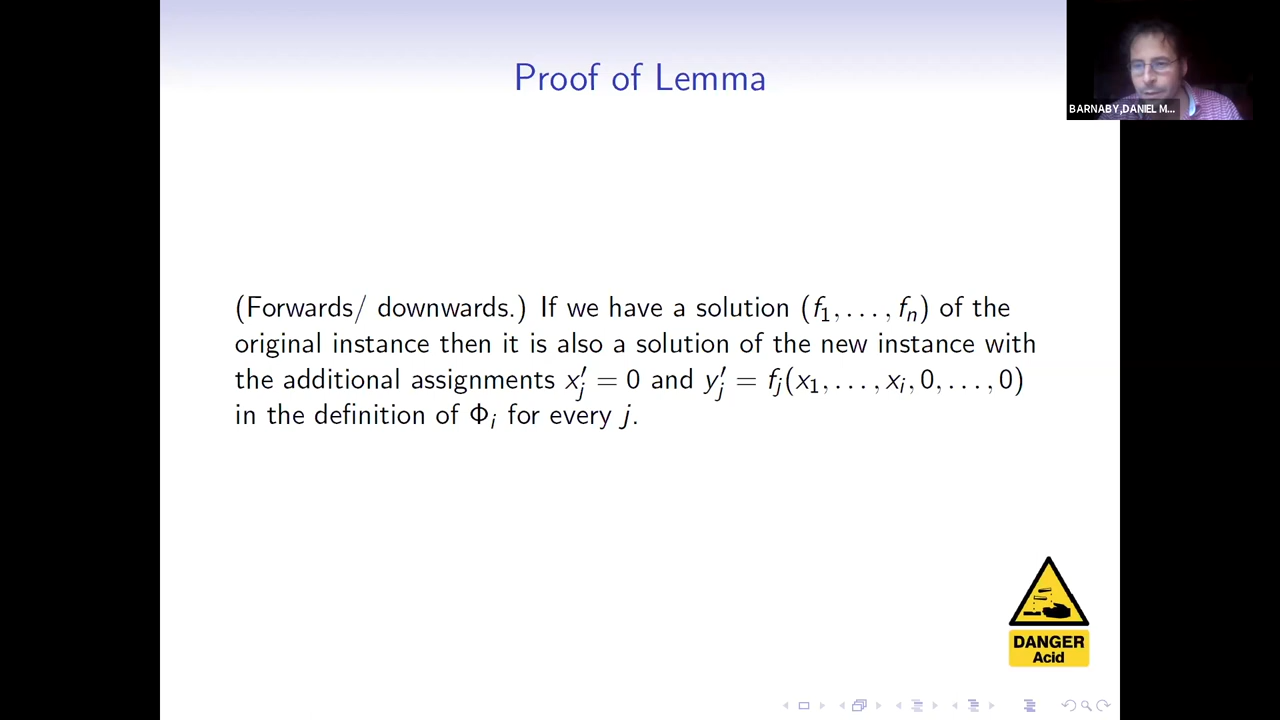 Proof of Lemma
BARNABY,DANIEL M...
(Forwards/ downwards.) If we have a solution (f₁, . . . , fₙ) of the
original instance then it is also a solution of the new instance with
the additional assignments x′ⱼ = 0 and y′ⱼ = fⱼ(x₁, . . . , xᵢ, 0, . . . , 0)
in the definition of Φᵢ for every j.
DANGER
Acid